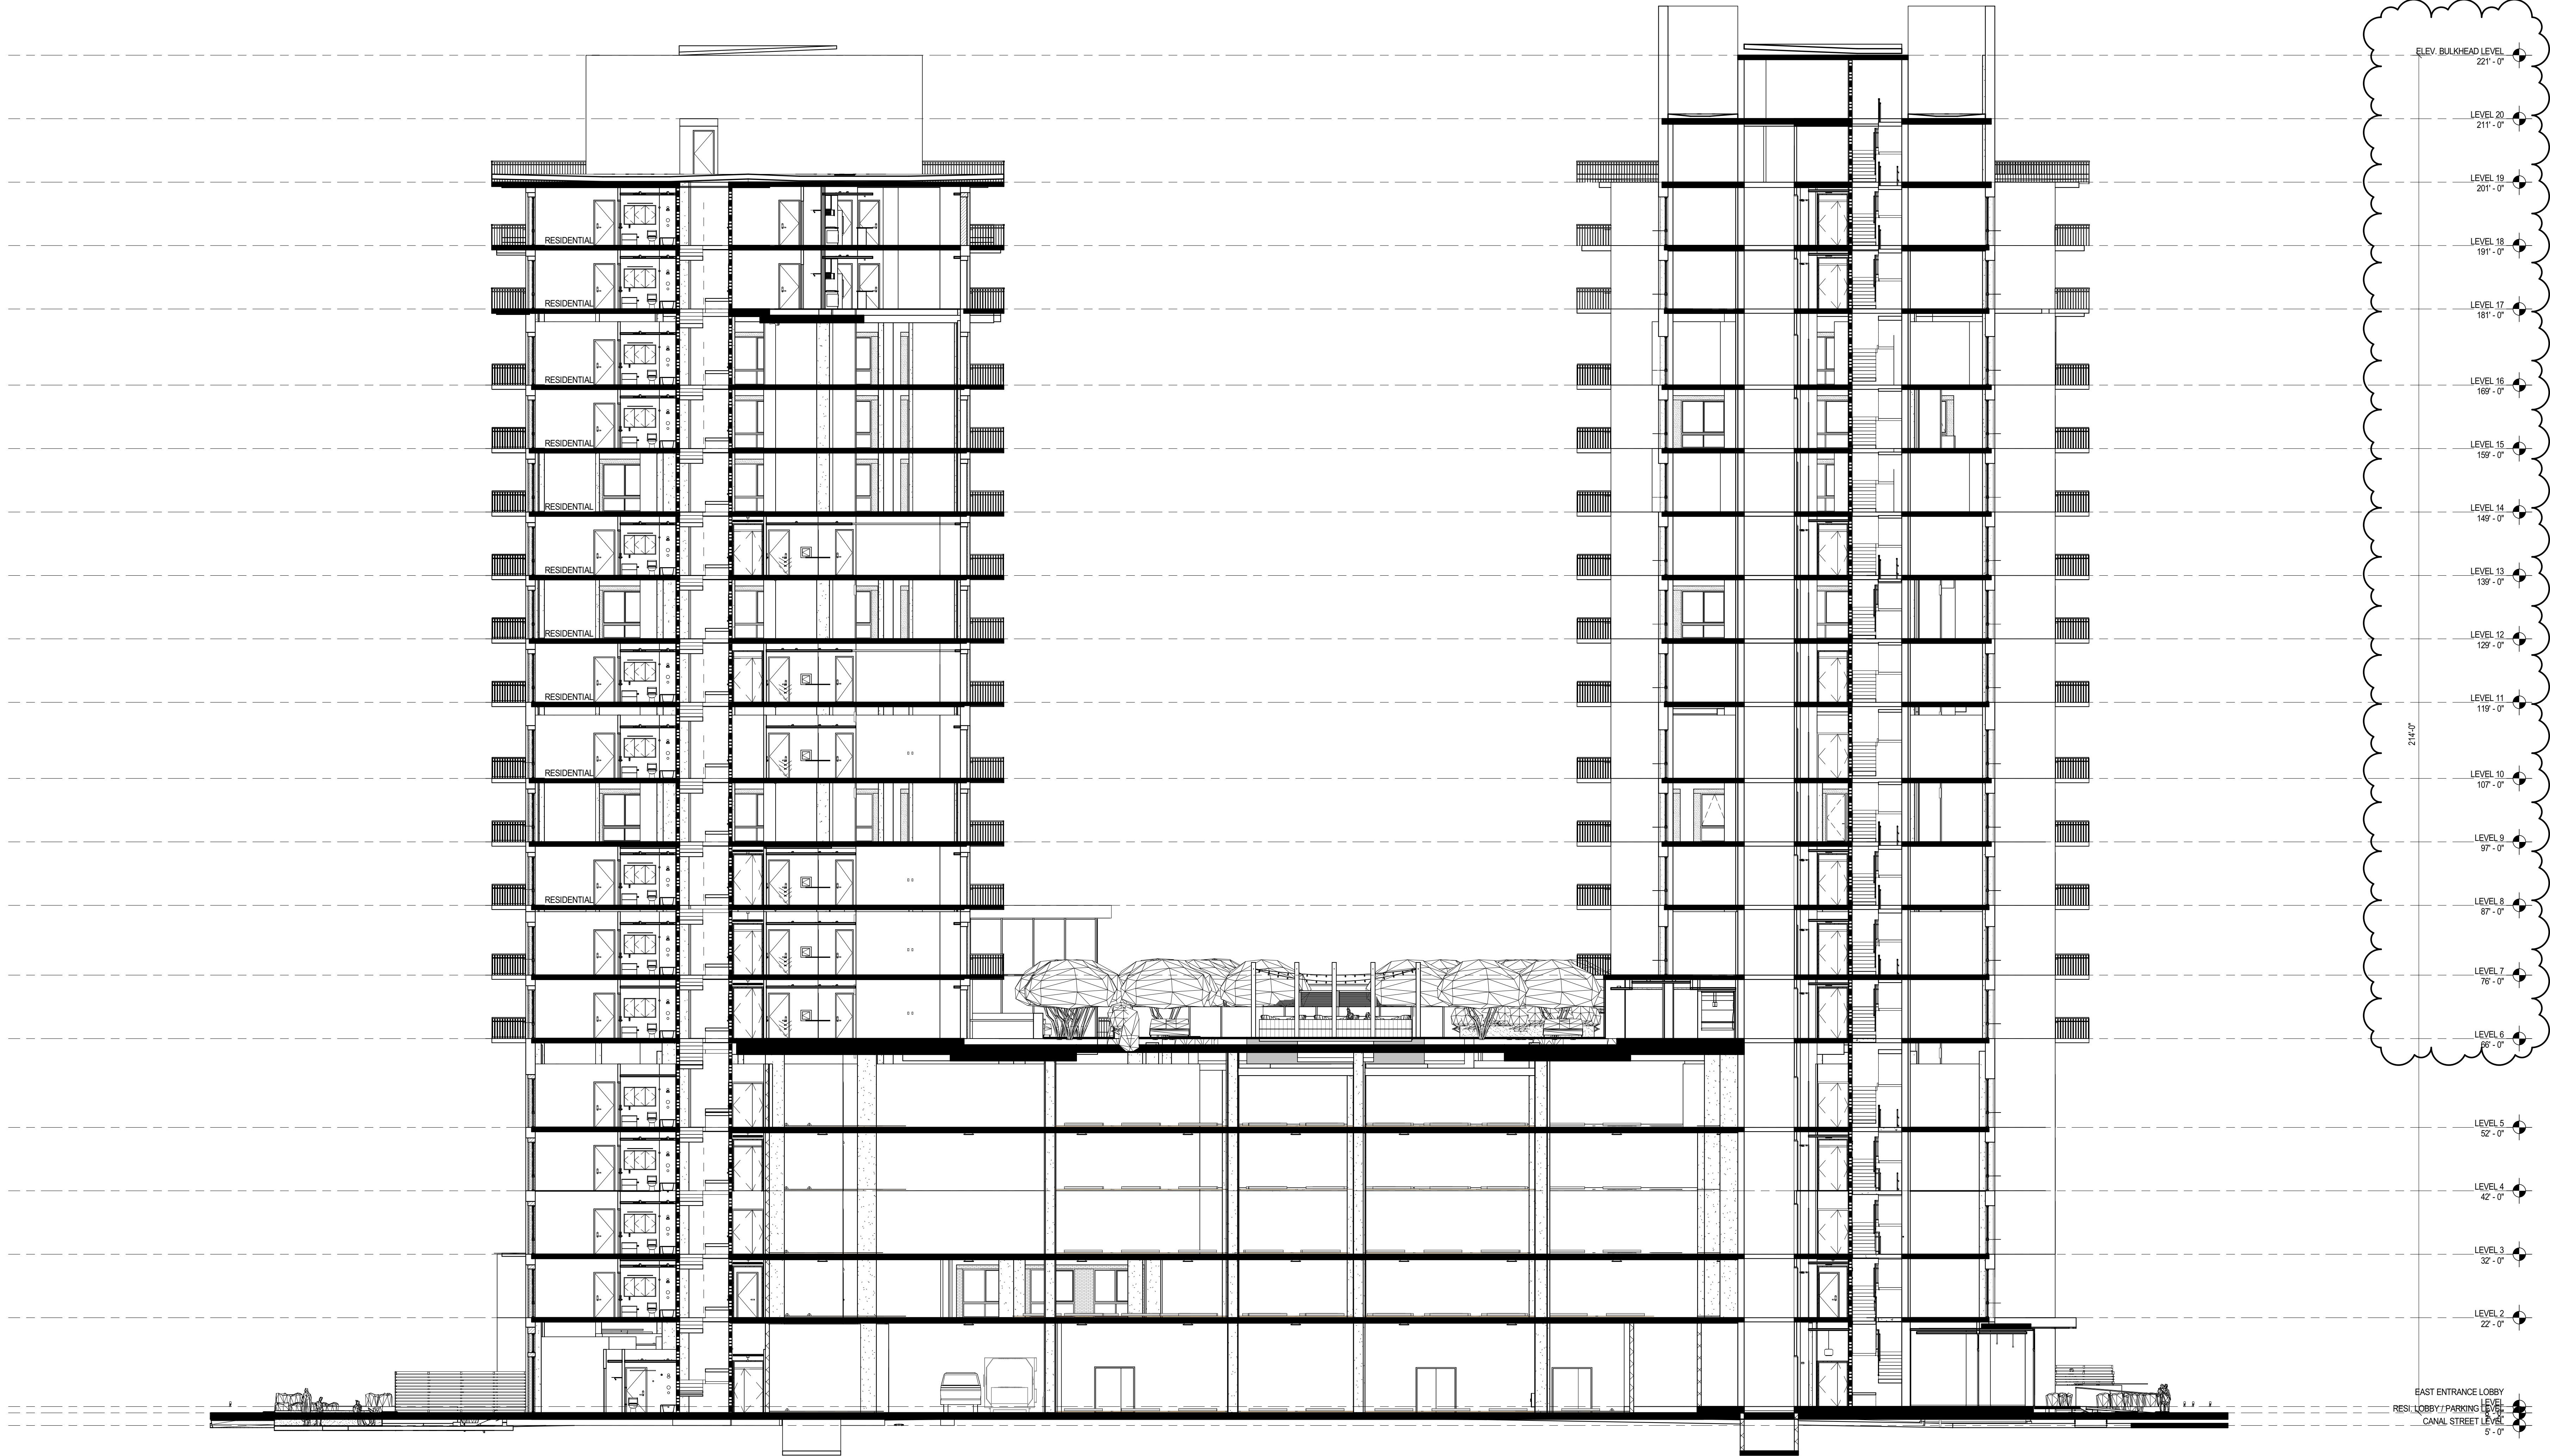 ELEV. BULKHEAD LEVEL
221' - 0"
LEVEL 20
211' - 0"
LEVEL 19
201' - 0"
RESIDENTIAL
LEVEL 18
191' - 0"
RESIDENTIAL
LEVEL 17
181' - 0"
RESIDENTIAL
LEVEL 16
169' - 0"
RESIDENTIAL
LEVEL 15
159' - 0"
RESIDENTIAL
LEVEL 14
149' - 0"
RESIDENTIAL
LEVEL 13
139' - 0"
RESIDENTIAL
LEVEL 12
129' - 0"
RESIDENTIAL
LEVEL 11
119' - 0"
214'-0"
RESIDENTIAL
LEVEL 10
107' - 0"
LEVEL 9
97' - 0"
RESIDENTIAL
LEVEL 8
87' - 0"
LEVEL 7
76' - 0"
LEVEL 6
66' - 0"
LEVEL 5
52' - 0"
LEVEL 4
42' - 0"
LEVEL 3
32' - 0"
LEVEL 2
22' - 0"
EAST ENTRANCE LOBBY
LEVEL
RESI. LOBBY / PARKING LEVEL
CANAL STREET LEVEL
5' - 0"